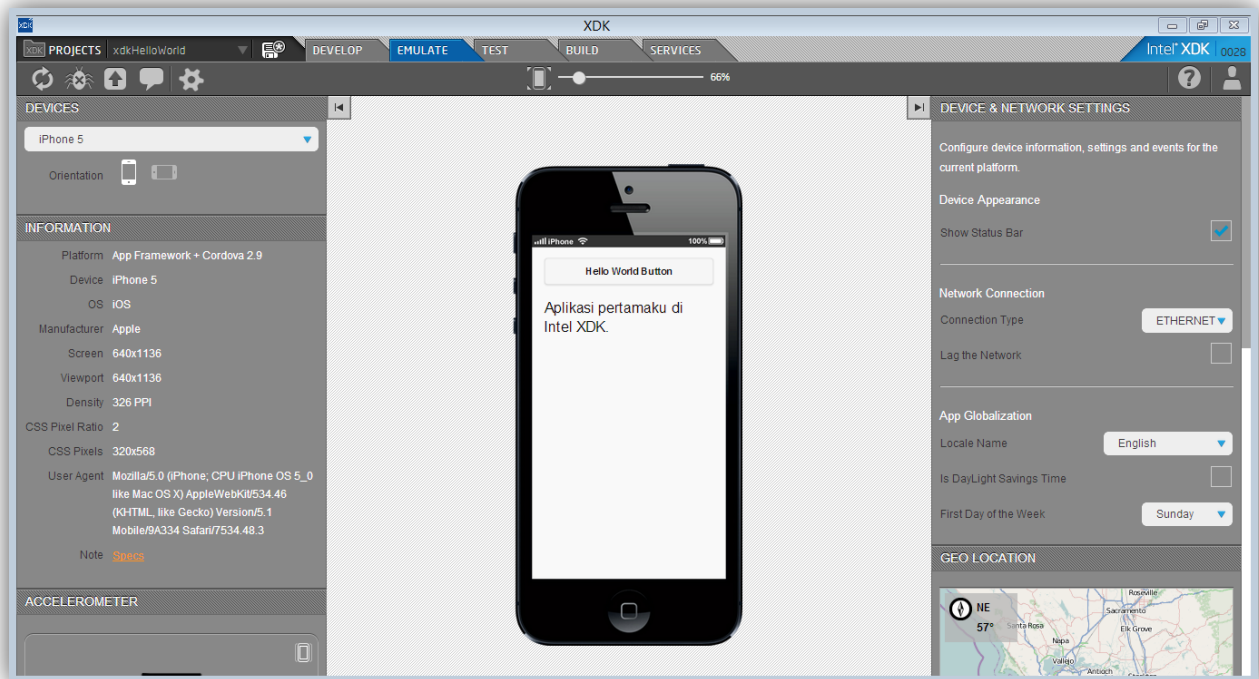 XDK
XDK PROJECTS xdkHelloWorld DEVELOP EMULATE TEST BUILD SERVICES Intel® XDK 0028
66%
DEVICES
iPhone 5
Orientation
INFORMATION
Platform App Framework + Cordova 2.9
Device iPhone 5
OS iOS
Manufacturer Apple
Screen 640x1136
Viewport 640x1136
Density 326 PPI
CSS Pixel Ratio 2
CSS Pixels 320x568
User Agent Mozilla/5.0 (iPhone; CPU iPhone OS 5_0
like Mac OS X) AppleWebKit/534.46
(KHTML, like Gecko) Version/5.1
Mobile/9A334 Safari/7534.48.3
Note Specs
ACCELEROMETER
iPhone 100%
Hello World Button
Aplikasi pertamaku di
Intel XDK.
DEVICE & NETWORK SETTINGS
Configure device information, settings and events for the
current platform.
Device Appearance
Show Status Bar
Network Connection
Connection Type ETHERNET
Lag the Network
App Globalization
Locale Name English
Is DayLight Savings Time
First Day of the Week Sunday
GEO LOCATION
NE
57°
Roseville
Sacramento
Santa Rosa
Elk Grove
Napa
Vallejo
Antioch